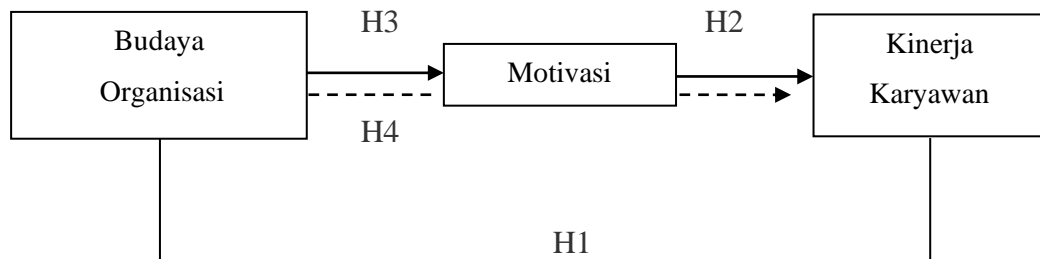 H3
H2
Budaya
Organisasi
Motivasi
Kinerja
Karyawan
H4
H1